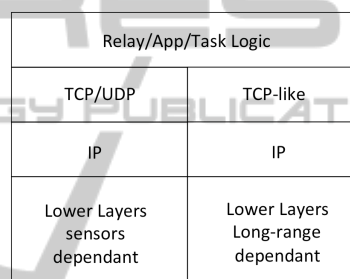 Relay/App/Task Logic
TCP/UDP
TCP-like
IP
IP
Lower Layers
sensors
dependant
Lower Layers
Long-range
dependant